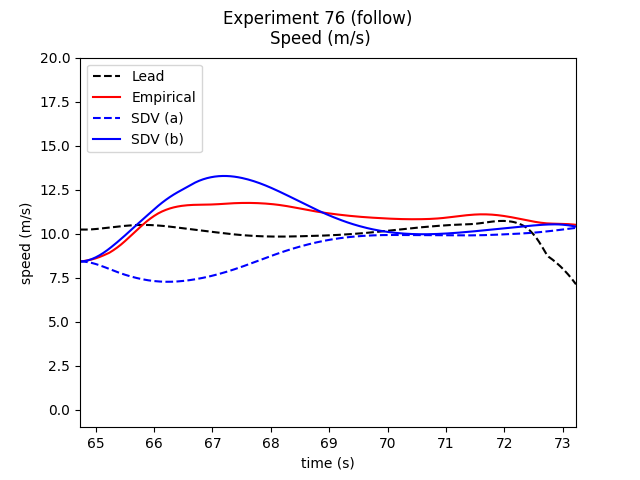 Experiment 76 (follow)
Speed (m/s)
20.0
17.5
15.0
12.5
10.0
7.5
5.0
2.5
0.0
speed (m/s)
Lead
Empirical
SDV (a)
SDV (b)
65 66 67 68 69 70 71 72 73
time (s)